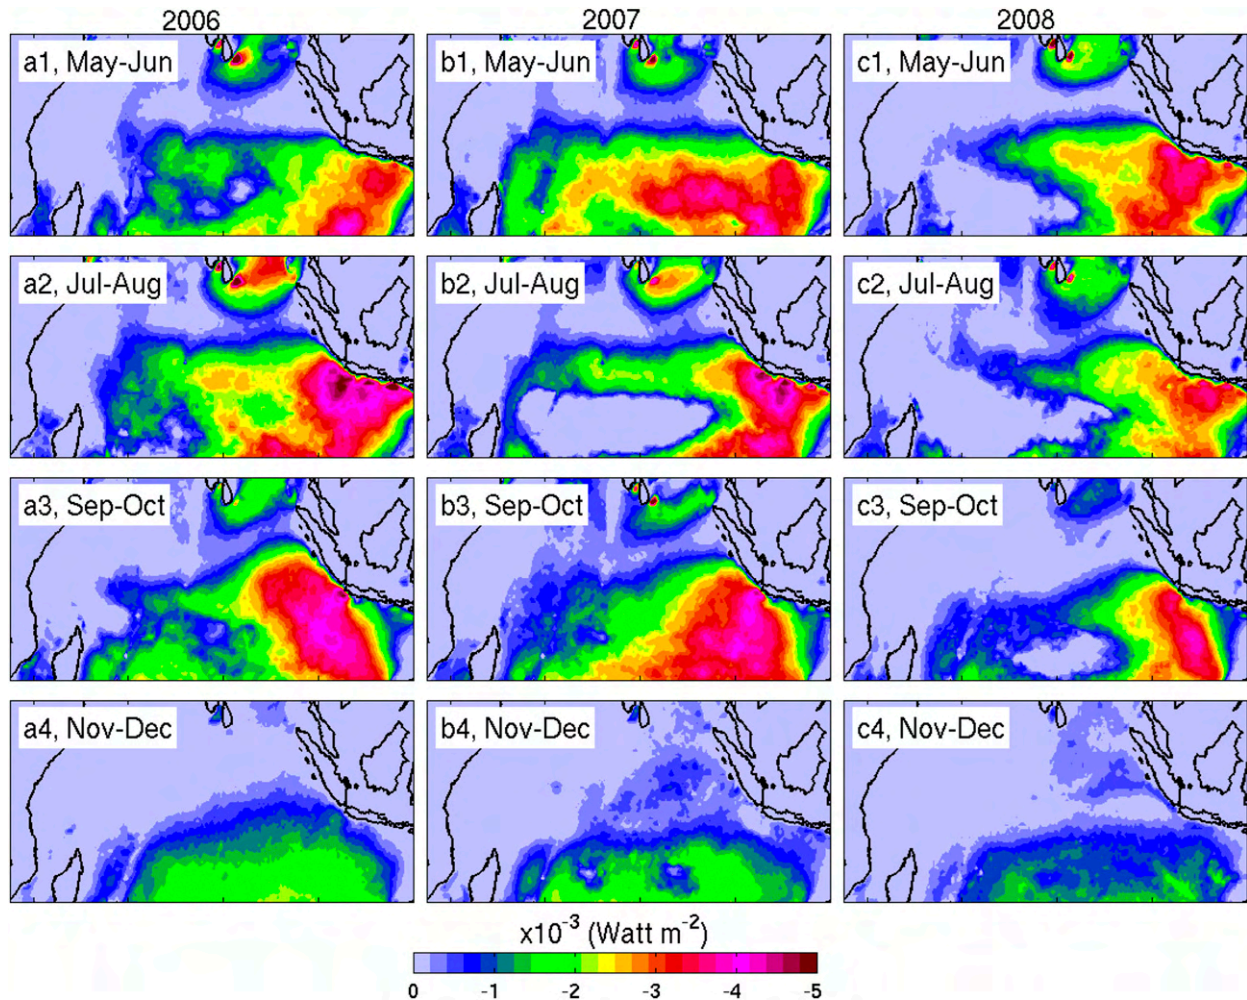 2006 2007 2008
a1, May-Jun b1, May-Jun c1, May-Jun
a2, Jul-Aug b2, Jul-Aug c2, Jul-Aug
a3, Sep-Oct b3, Sep-Oct c3, Sep-Oct
a4, Nov-Dec b4, Nov-Dec c4, Nov-Dec
x10⁻³ (Watt m⁻²)
0 -1 -2 -3 -4 -5